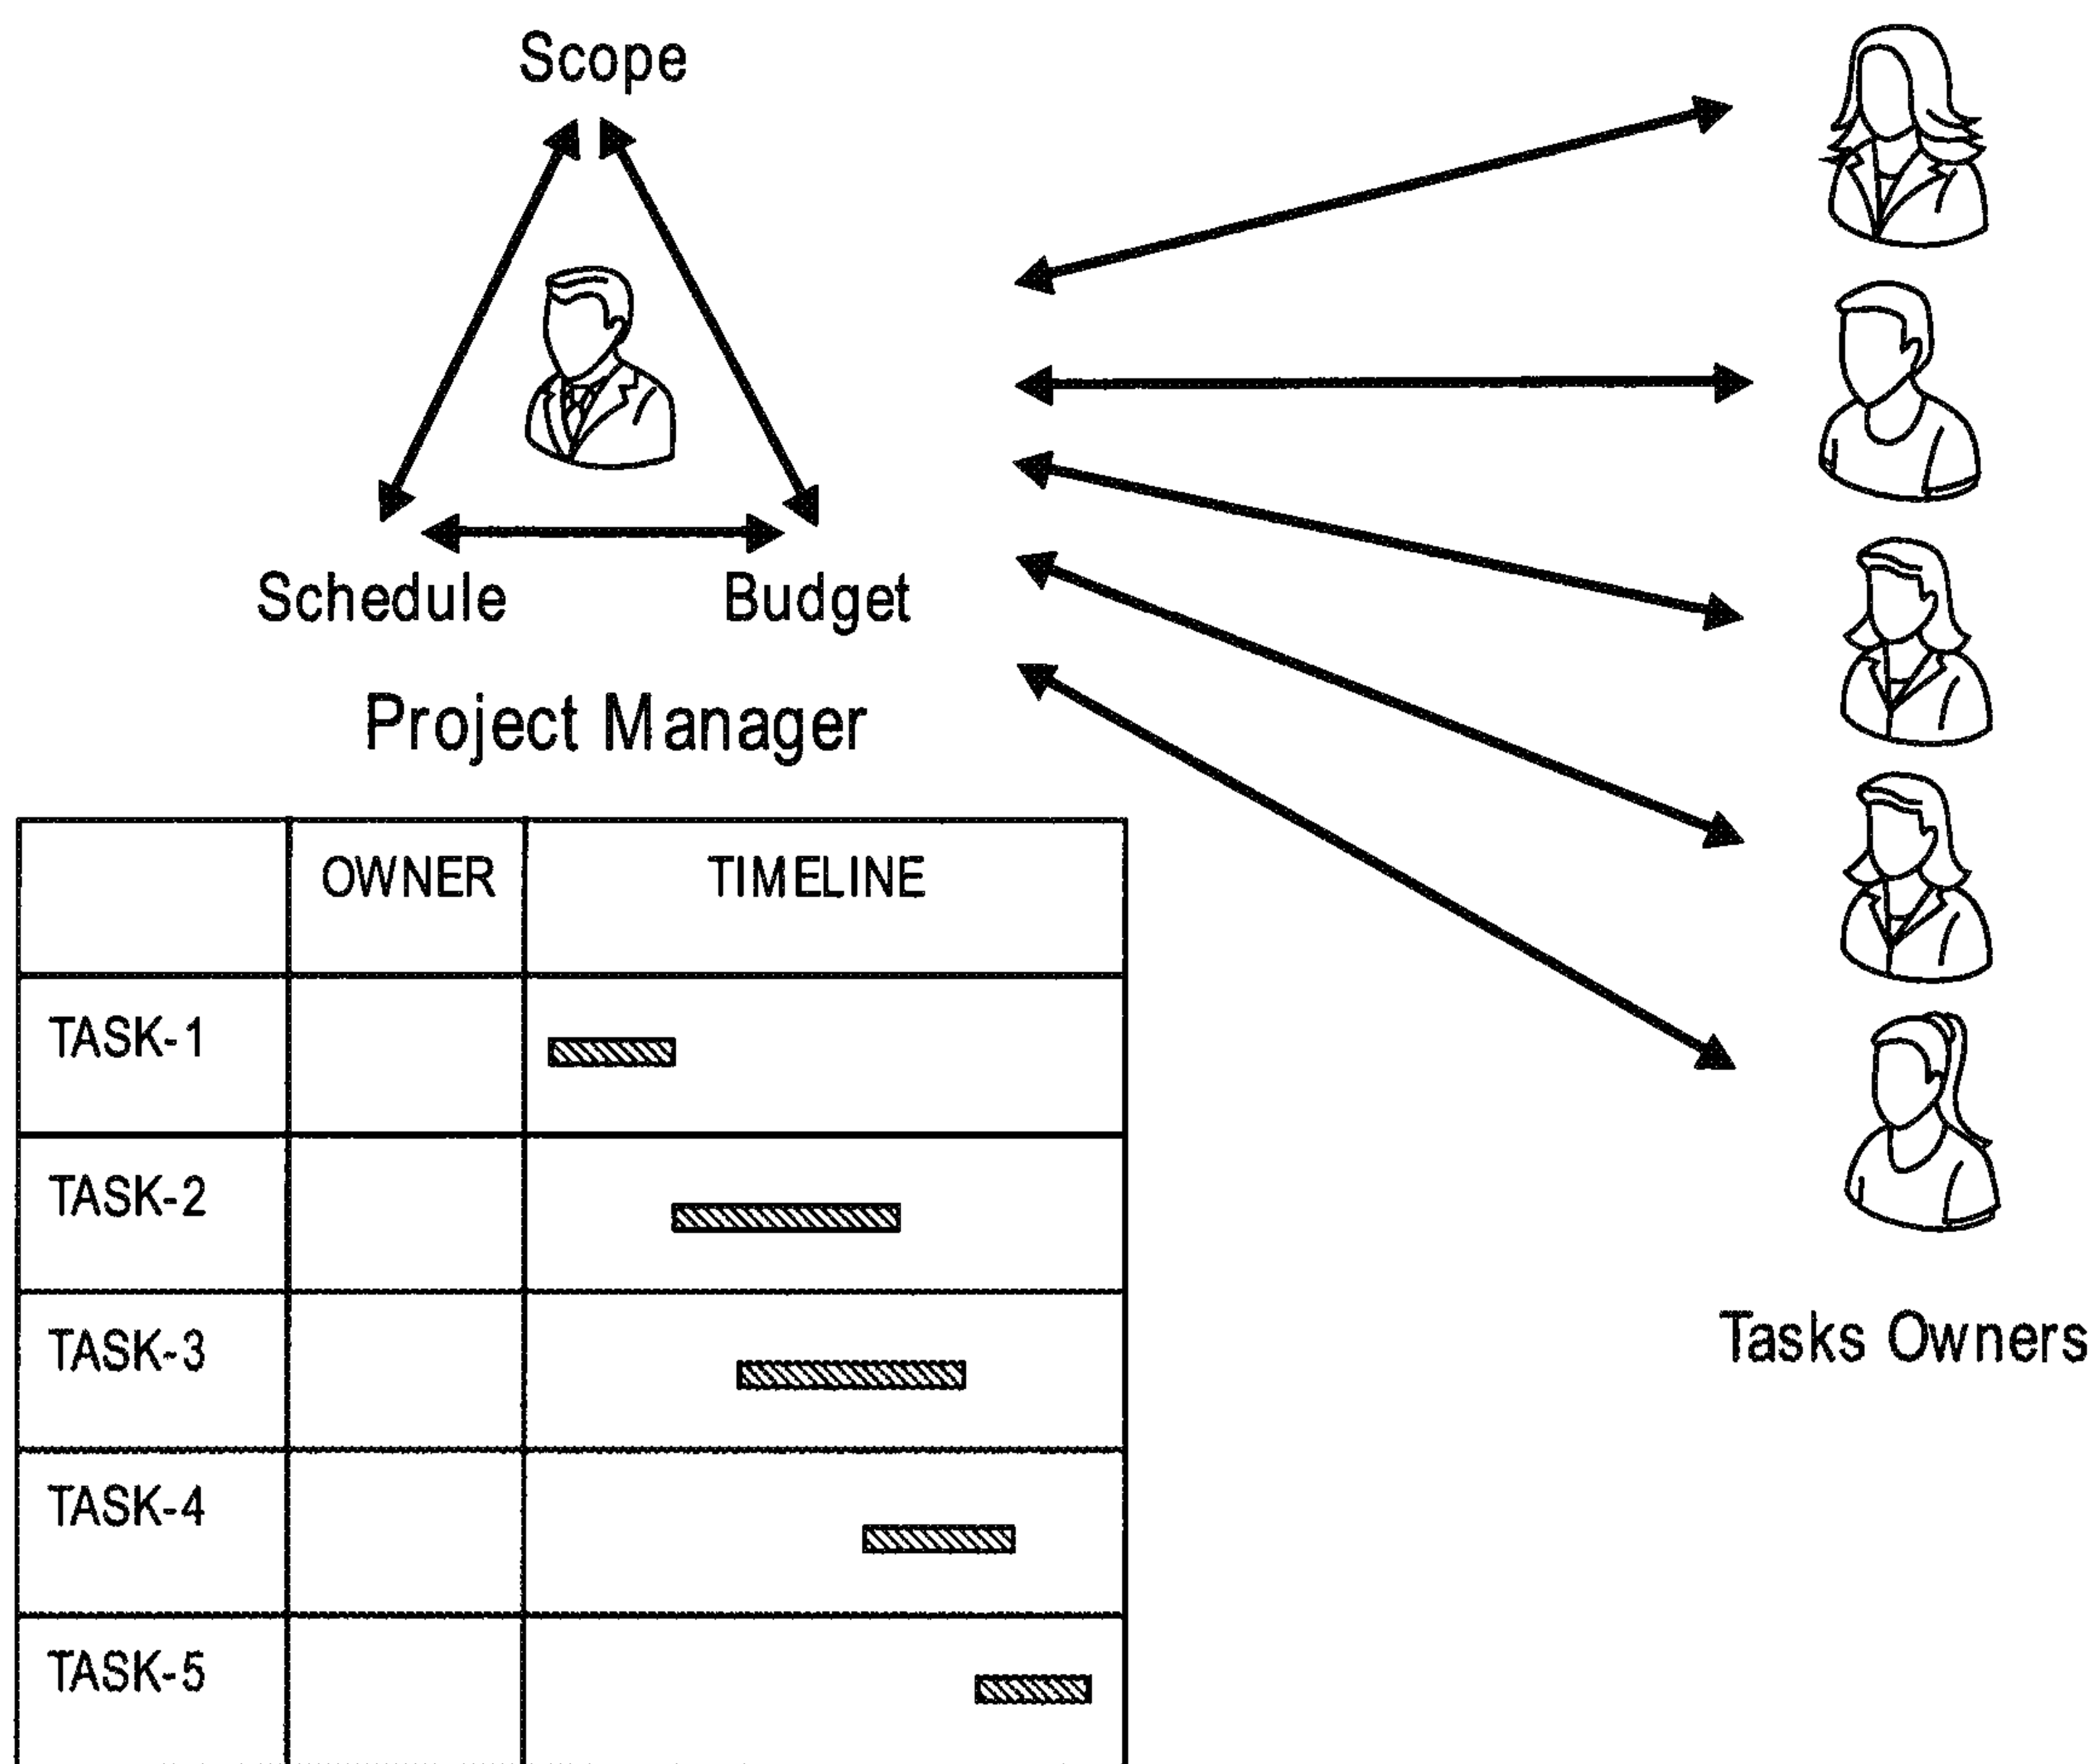 Scope
Schedule Budget
Project Manager
OWNER TIMELINE
TASK-1
TASK-2
TASK-3
TASK-4
TASK-5
Tasks Owners